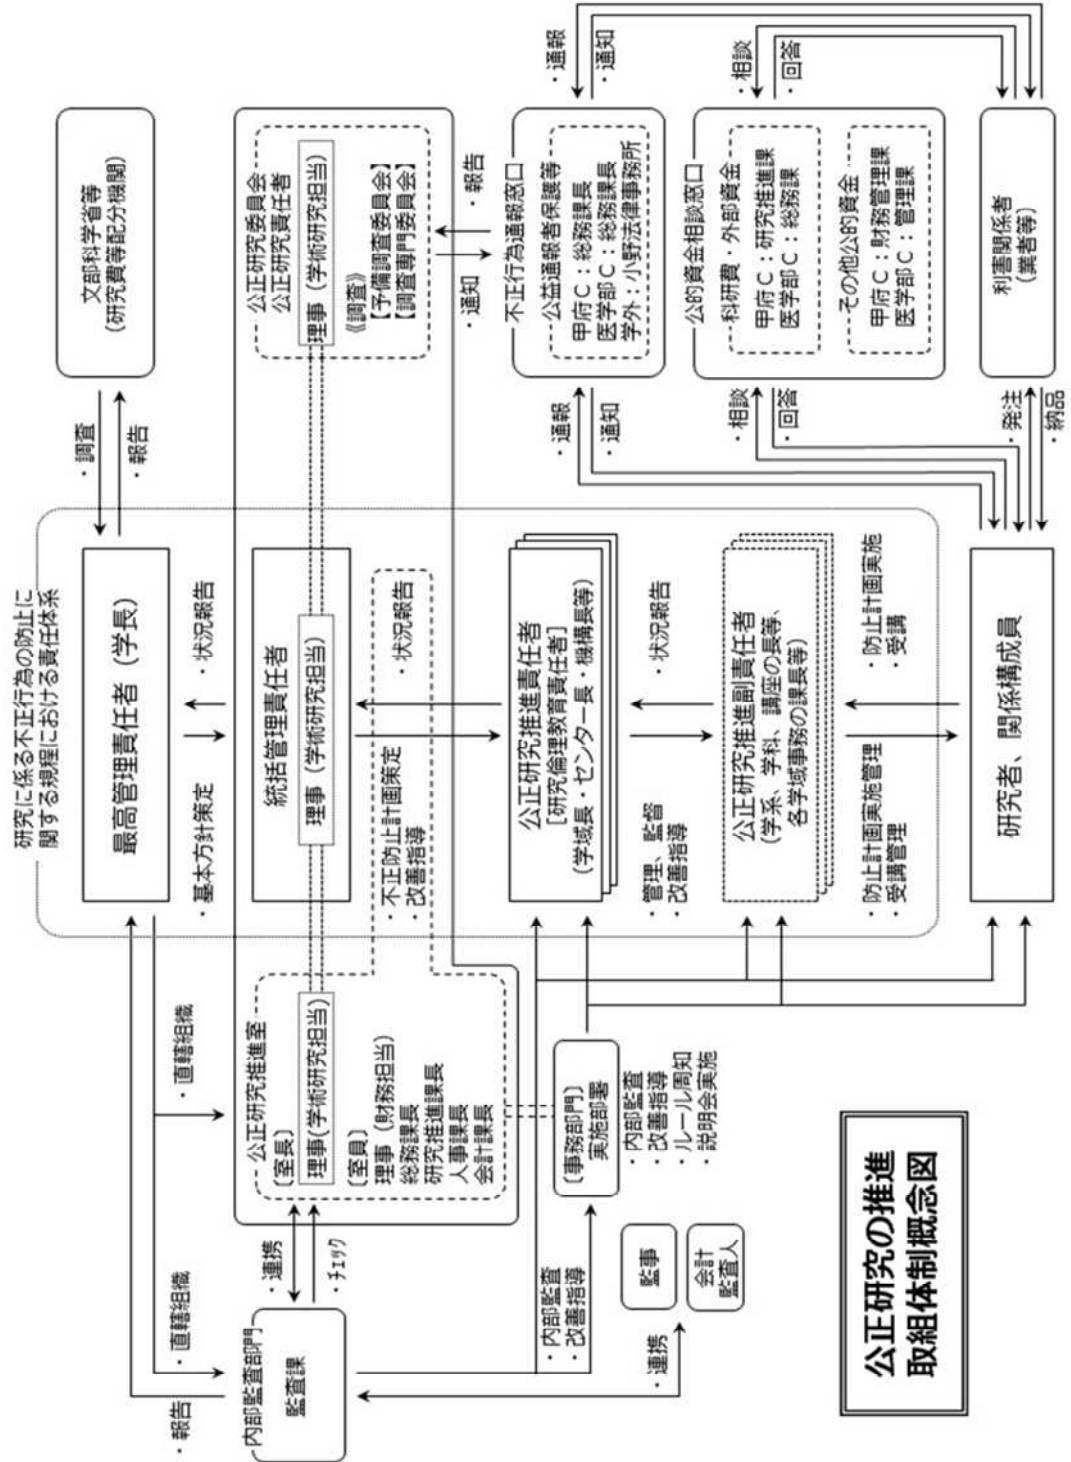 研究に係る不正行為の防止に
関する規程における責任体系
文部科学省等
(研究費等配分機関)
・調査
・報告
最高管理責任者 (学長)
・報告
・直轄組織
・直轄組織
・基本方針策定
・状況報告
内部監査部門
監査課
・連携
・チェック
公正研究推進室
〔室長〕
理事(学術研究担当)
〔室員〕
理事 (財務担当)
総務課長
研究推進課長
人事課長
会計課長
統括管理責任者
理事 (学術研究担当)
公正研究委員会
公正研究責任者
理事 (学術研究担当)
《調査》
【予備調査委員会】
【調査専門委員会】
・不正防止計画策定
・改善指導
・状況報告
・通知
・報告
・内部監査
・改善指導
〔事務部門〕
実施部署
・内部監査
・改善指導
・ルール周知
・説明会実施
公正研究推進責任者
[研究倫理教育責任者]
(学域長・センター長・機構長等)
不正行為通報窓口
公益通報者保護等
甲府C:総務課長
医学部C:総務課長
学外:小野法律事務所
・通報
・通知
・通報
・通知
・連携
監事
会計
監査人
・管理、監督
・改善指導
・状況報告
公正研究推進副責任者
(学系、学科、講座の長等、
各学域事務の課長等)
公的資金相談窓口
科研費・外部資金
甲府C:研究推進課
医学部C:総務課
その他公的資金
甲府C:財務管理課
医学部C:管理課
・相談
・回答
・相談
・回答
・防止計画実施管理
・受講管理
・防止計画実施
・受講
研究者、関係構成員
・発注
・納品
利害関係者
(業者等)
公正研究の推進
取組体制概念図